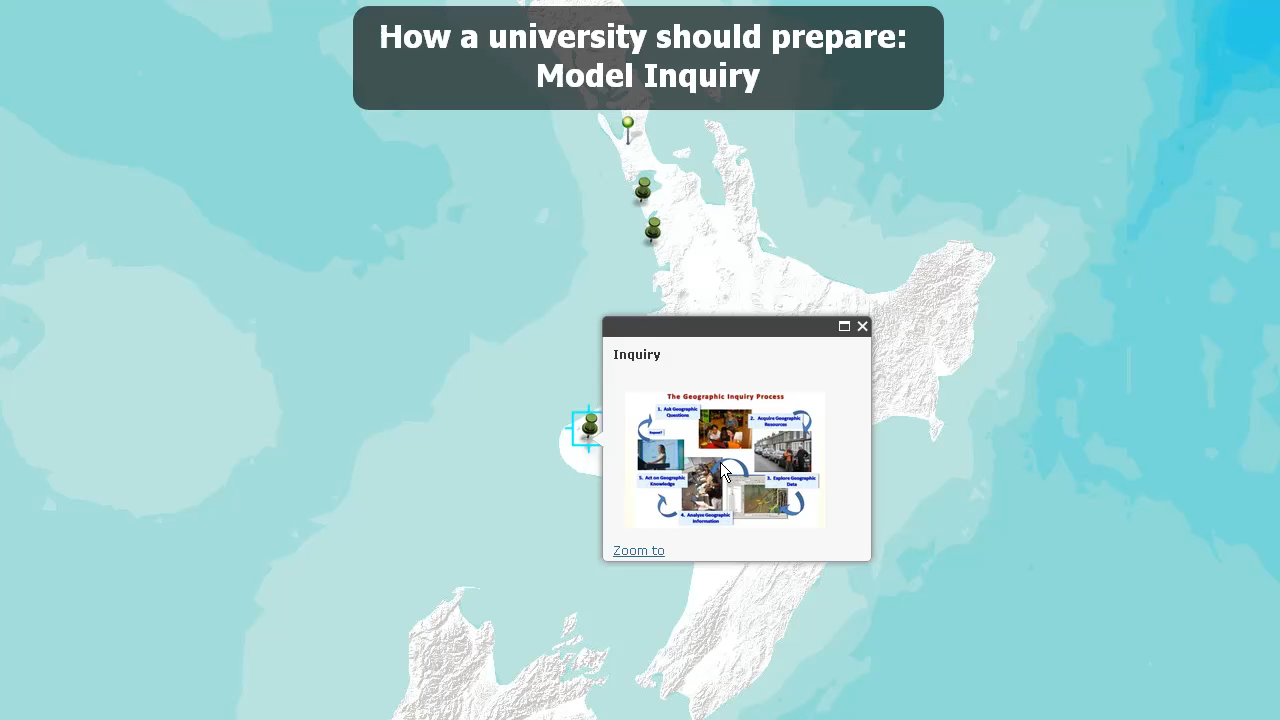 How a university should prepare:
Model Inquiry
Inquiry
The Geographic Inquiry Process
1. Ask Geographic
Questions
2. Acquire Geographic
Resources
3. Explore Geographic
Data
4. Analyze Geographic
Information
5. Act on Geographic
Knowledge
Zoom to